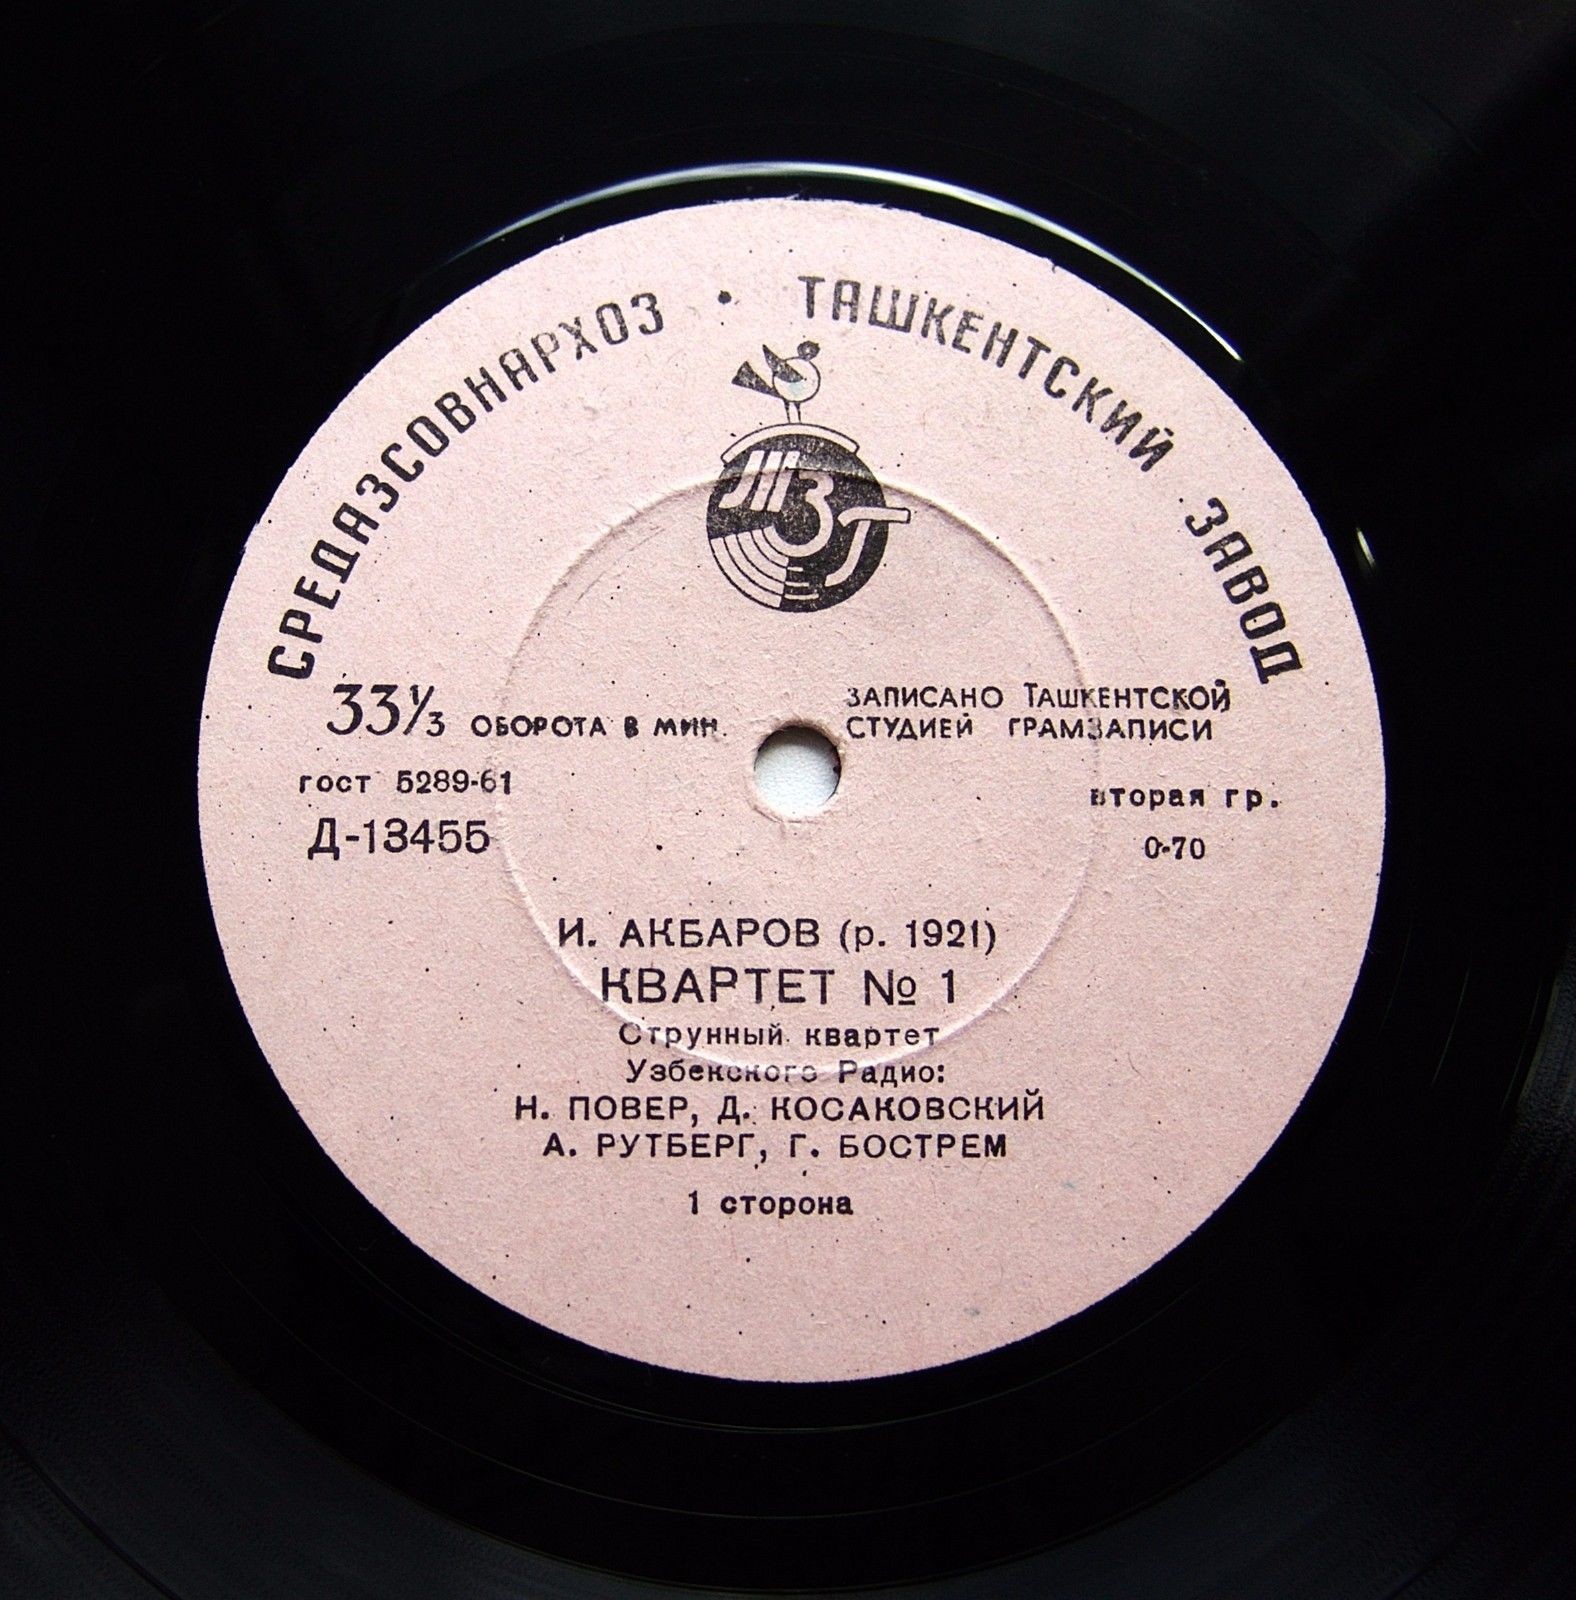 СРЕДАЗСОВНАРХОЗ · ТАШКЕНТСКИЙ ЗАВОД
ТЗГ
33⅓ ОБОРОТА В МИН.
ЗАПИСАНО ТАШКЕНТСКОЙ
СТУДИЕЙ ГРАМЗАПИСИ
гост 5289-61
вторая гр.
Д-13455
0-70
И. АКБАРОВ (р. 1921)
КВАРТЕТ № 1
Струнный квартет
Узбекского Радио:
Н. ПОВЕР, Д. КОСАКОВСКИЙ
А. РУТБЕРГ, Г. БОСТРЕМ
1 сторона